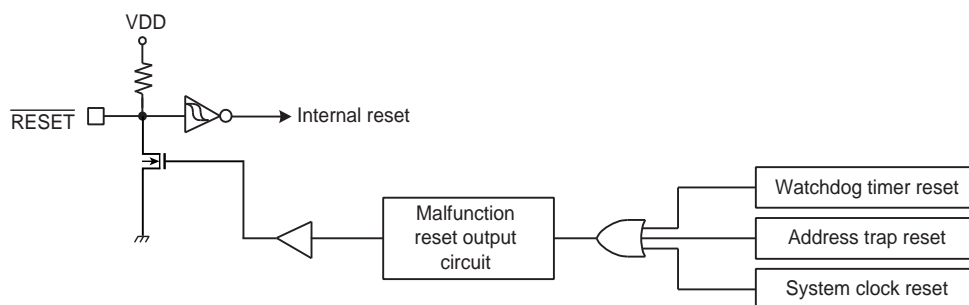 VDD
RESET
Internal reset
Malfunction
reset output
circuit
Watchdog timer reset
Address trap reset
System clock reset